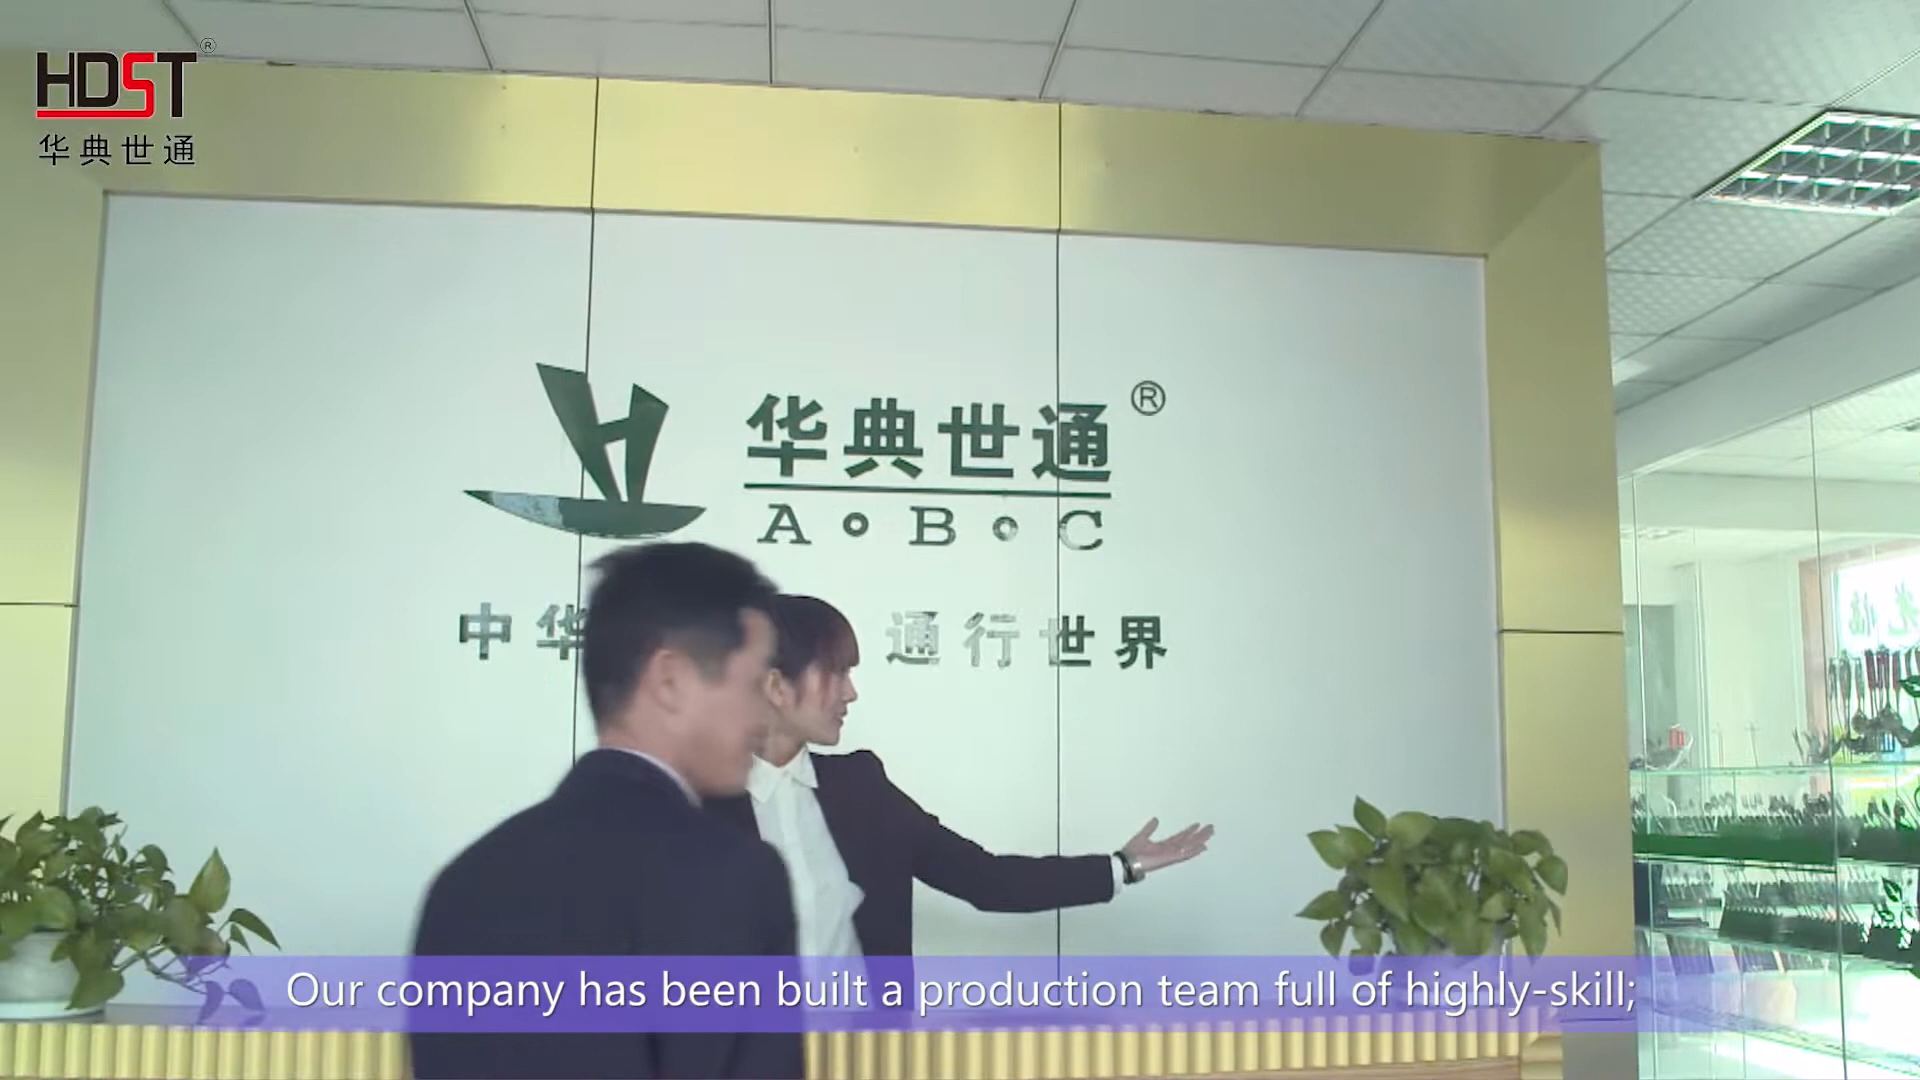 HDST®
华典世通
华典世通®
A·B·C
中华 通行世界
Our company has been built a production team full of highly-skill;